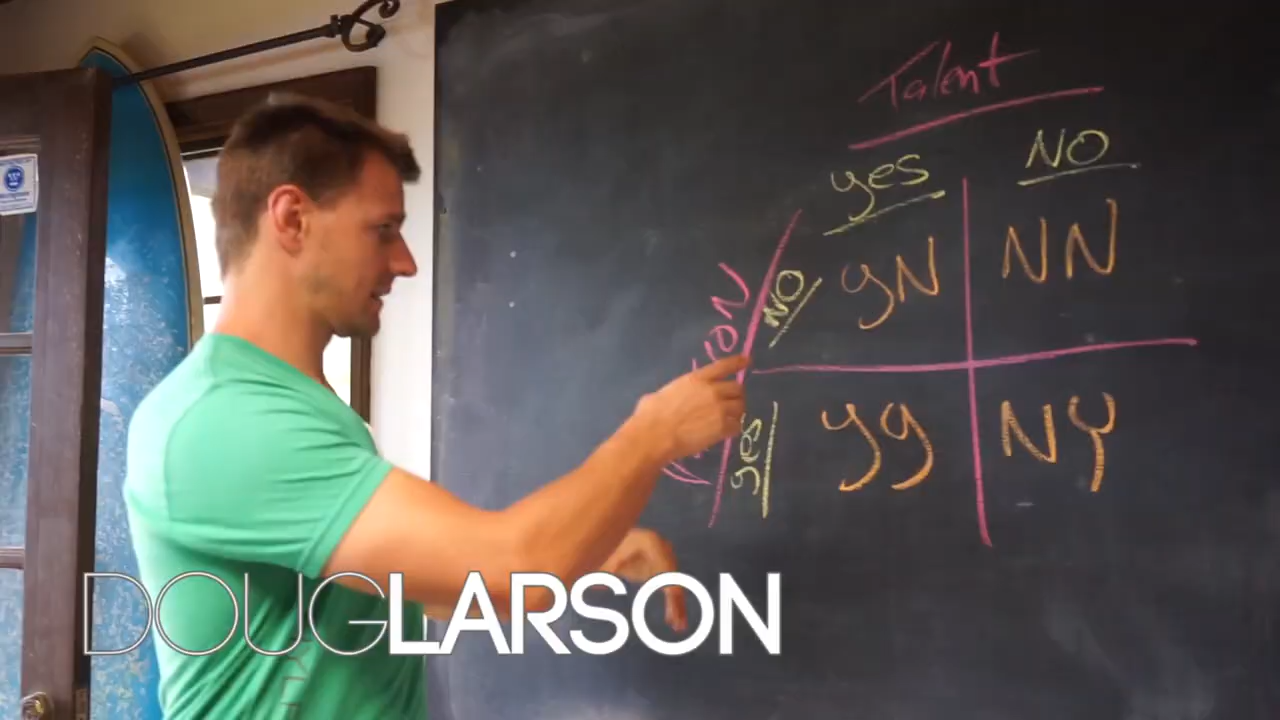 Talent
yes NO
NO yN NN
yes yy NY
DOUGLARSON